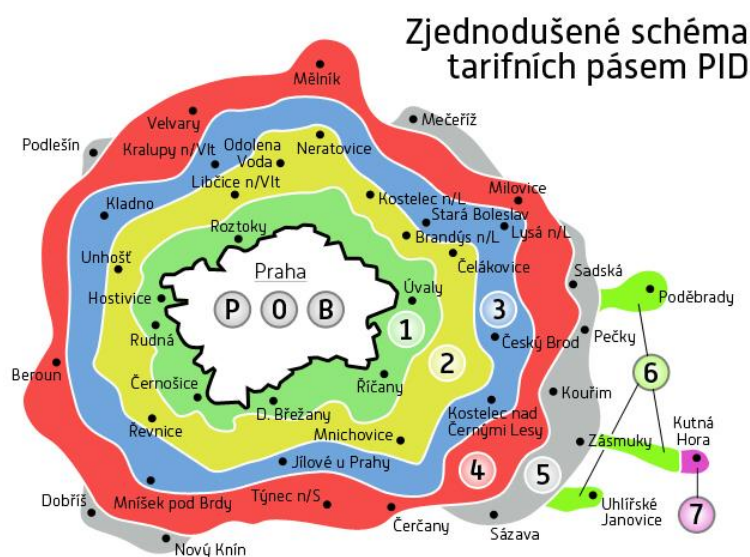 Zjednodušené schéma
tarifních pásem PID
Mělník
Velvary
Mečeříž
Podlešín
Kralupy n/Vlt
Odolena
Voda
Neratovice
Libčice n/Vlt
Kladno
Kostelec n/L
Milovice
Stará Boleslav
Lysá n/L
Roztoky
Brandýs n/L
Unhošť
Čelákovice
Praha
Sadská
Hostivice
Úvaly
Poděbrady
P
0
B
1
3
Rudná
Český Brod
Pečky
Beroun
2
6
Černošice
Říčany
Kouřim
D. Břežany
Kostelec nad
Černými Lesy
Kutná
Hora
Řevnice
Mnichovice
Zásmuky
Jílové u Prahy
4
5
7
Dobříš
Mníšek pod Brdy
Týnec n/S
Čerčany
Sázava
Uhlířské
Janovice
Nový Knín